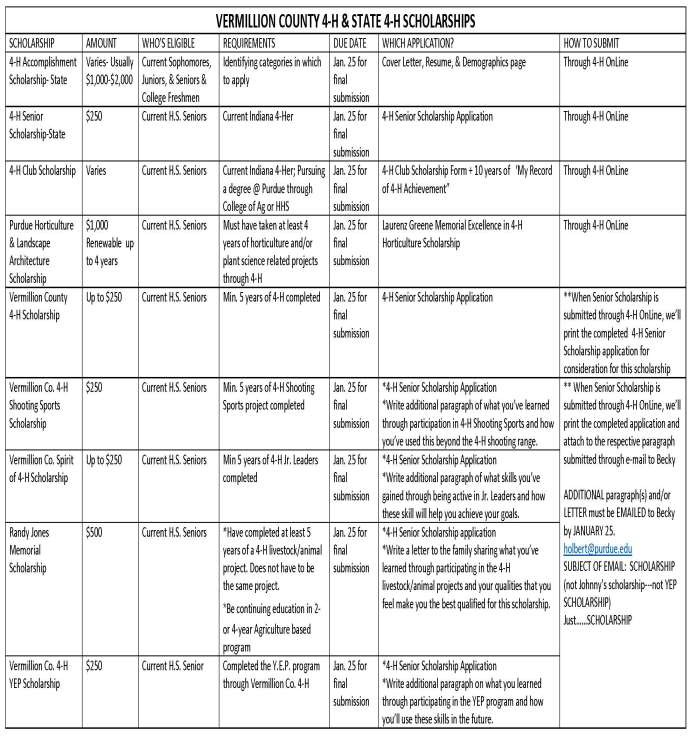 VERMILLION COUNTY 4-H & STATE 4-H SCHOLARSHIPS
SCHOLARSHIP AMOUNT WHO'S ELIGIBLE REQUIREMENTS DUE DATE WHICH APPLICATION? HOW TO SUBMIT
4-H Accomplishment
Scholarship- State
Varies- Usually
$1,000-$2,000
Current Sophomores,
Juniors, & Seniors &
College Freshmen
Identifying categories in which
to apply
Jan. 25 for
final
submission
Cover Letter, Resume, & Demographics page
Through 4-H OnLine
4-H Senior
Scholarship-State
$250
Current H.S. Seniors
Current Indiana 4-Her
Jan. 25 for
final
submission
4-H Senior Scholarship Application
Through 4-H OnLine
4-H Club Scholarship
Varies
Current H.S. Seniors
Current Indiana 4-Her; Pursuing
a degree @ Purdue through
College of Ag or HHS
Jan. 25 for
final
submission
4-H Club Scholarship Form + 10 years of 'My Record
of 4-H Achievement"
Through 4-H OnLine
Purdue Horticulture
& Landscape
Architecture
Scholarship
$1,000
Renewable up
to 4 years
Current H.S. Seniors
Must have taken at least 4
years of horticulture and/or
plant science related projects
through 4-H
Jan. 25 for
final
submission
Laurenz Greene Memorial Excellence in 4-H
Horticulture Scholarship
Through 4-H OnLine
Vermillion County
4-H Scholarship
Up to $250
Current H.S. Seniors
Min. 5 years of 4-H completed
Jan. 25 for
final
submission
4-H Senior Scholarship Application
**When Senior Scholarship is
submitted through 4-H OnLine, we'll
print the completed 4-H Senior
Scholarship application for
consideration for this scholarship
Vermillion Co. 4-H
Shooting Sports
Scholarship
$250
Current H.S. Seniors
Min. 5 years of 4-H Shooting
Sports project completed
Jan. 25 for
final
submission
*4-H Senior Scholarship Application
*Write additional paragraph of what you've learned
through participation in 4-H Shooting Sports and how
you've used this beyond the 4-H shooting range.
** When Senior Scholarship is
submitted through 4-H OnLine, we'll
print the completed application and
attach to the respective paragraph
submitted through e-mail to Becky
ADDITIONAL paragraph(s) and/or
LETTER must be EMAILED to Becky
by JANUARY 25.
holbert@purdue.edu
SUBJECT OF EMAIL: SCHOLARSHIP
(not Johnny's scholarship---not YEP
SCHOLARSHIP)
Just.....SCHOLARSHIP
Vermillion Co. Spirit
of 4-H Scholarship
Up to $250
Current H.S. Seniors
Min 5 years of 4-H Jr. Leaders
completed
Jan. 25 for
final
submission
*4-H Senior Scholarship Application
*Write additional paragraph of what skills you've
gained through being active in Jr. Leaders and how
these skill will help you achieve your goals.
Randy Jones
Memorial
Scholarship
$500
Current H.S. Seniors
*Have completed at least 5
years of a 4-H livestock/animal
project. Does not have to be
the same project.
*Be continuing education in 2-
or 4-year Agriculture based
program
Jan. 25 for
final
submission
*4-H Senior Scholarship application
*Write a letter to the family sharing what you've
learned through participating in the 4-H
livestock/animal projects and your qualities that you
feel make you the best qualified for this scholarship.
Vermillion Co. 4-H
YEP Scholarship
$250
Current H.S. Senior
Completed the Y.E.P. program
through Vermillion Co. 4-H
Jan. 25 for
final
submission
*4-H Senior Scholarship Application
*Write additional paragraph on what you learned
through participating in the YEP program and how
you'll use these skills in the future.